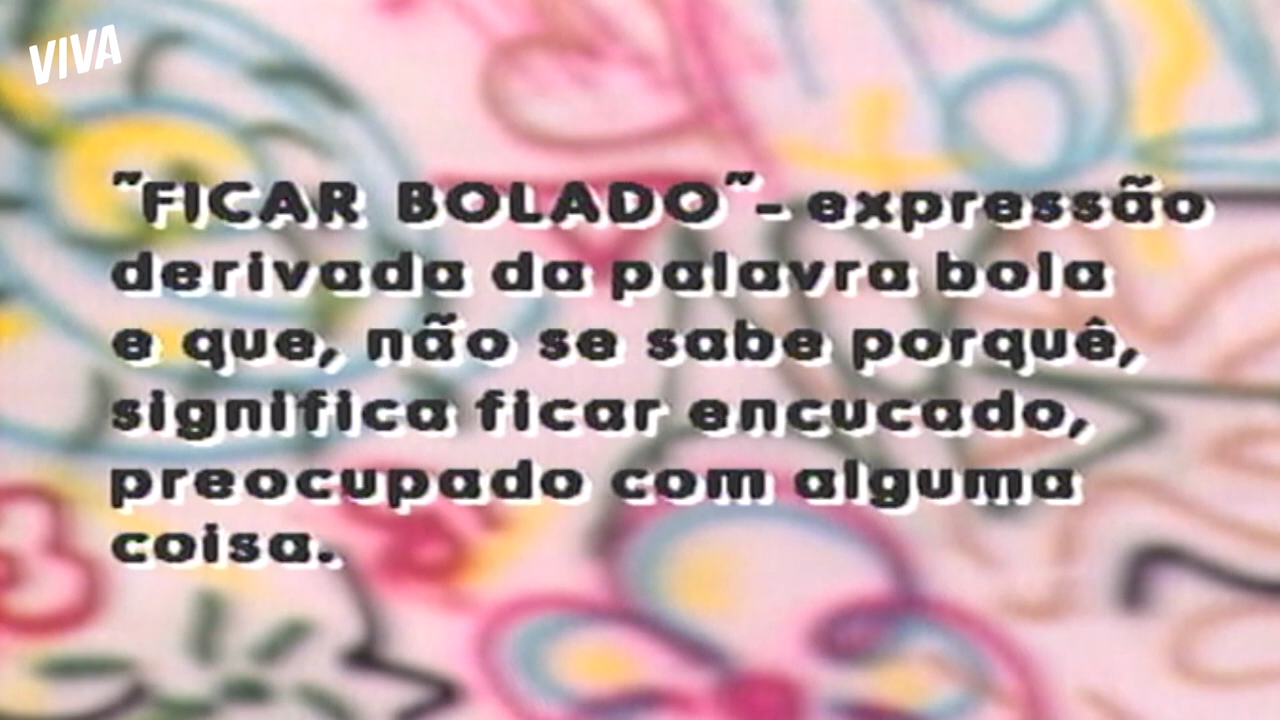 VIVA
"FICAR BOLADO" - expressão
derivada da palavra bola
e que, não se sabe porquê,
significa ficar encucado,
preocupado com alguma
coisa.